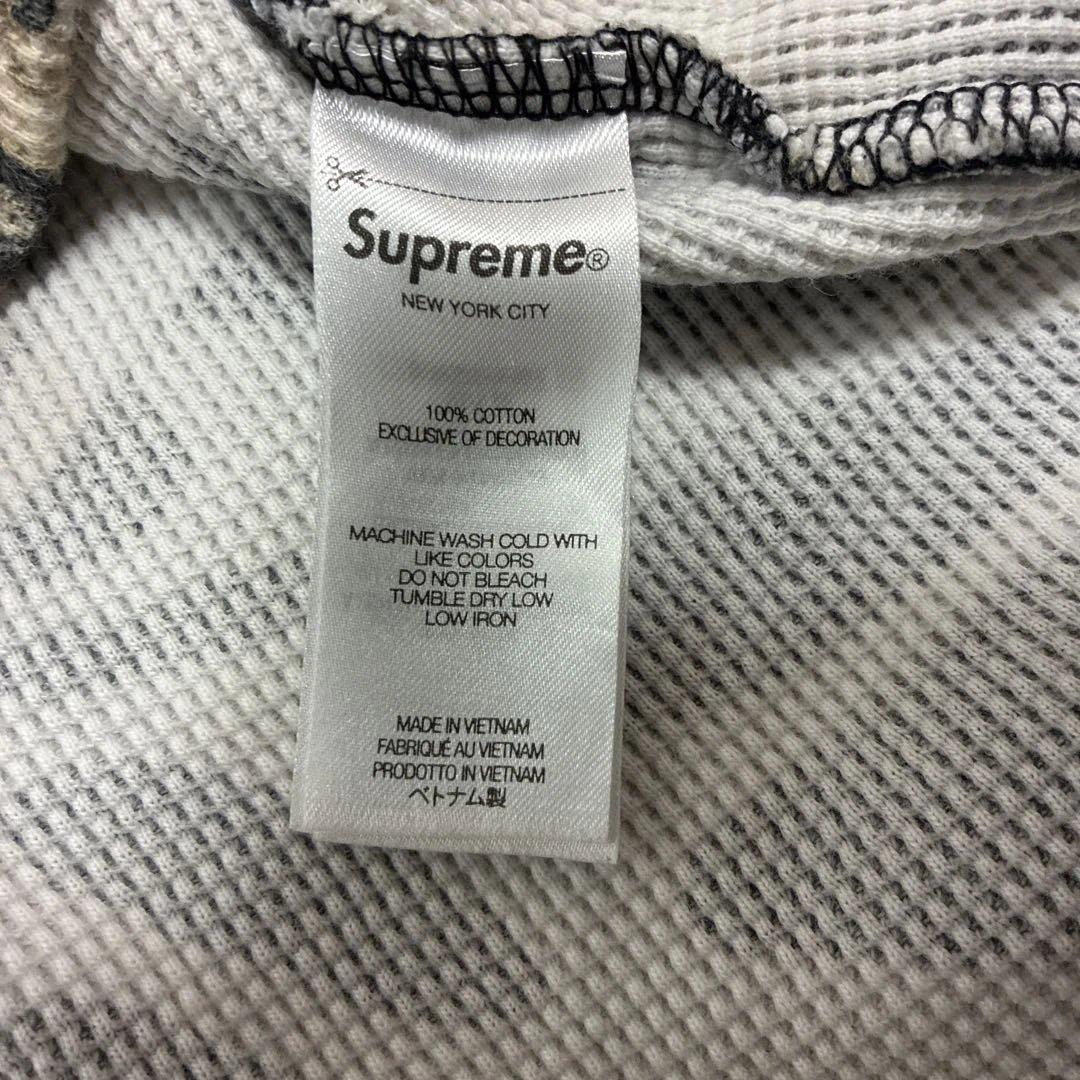 Supreme®
NEW YORK CITY
100% COTTON
EXCLUSIVE OF DECORATION
MACHINE WASH COLD WITH
LIKE COLORS
DO NOT BLEACH
TUMBLE DRY LOW
LOW IRON
MADE IN VIETNAM
FABRIQUÉ AU VIETNAM
PRODOTTO IN VIETNAM
ベトナム製